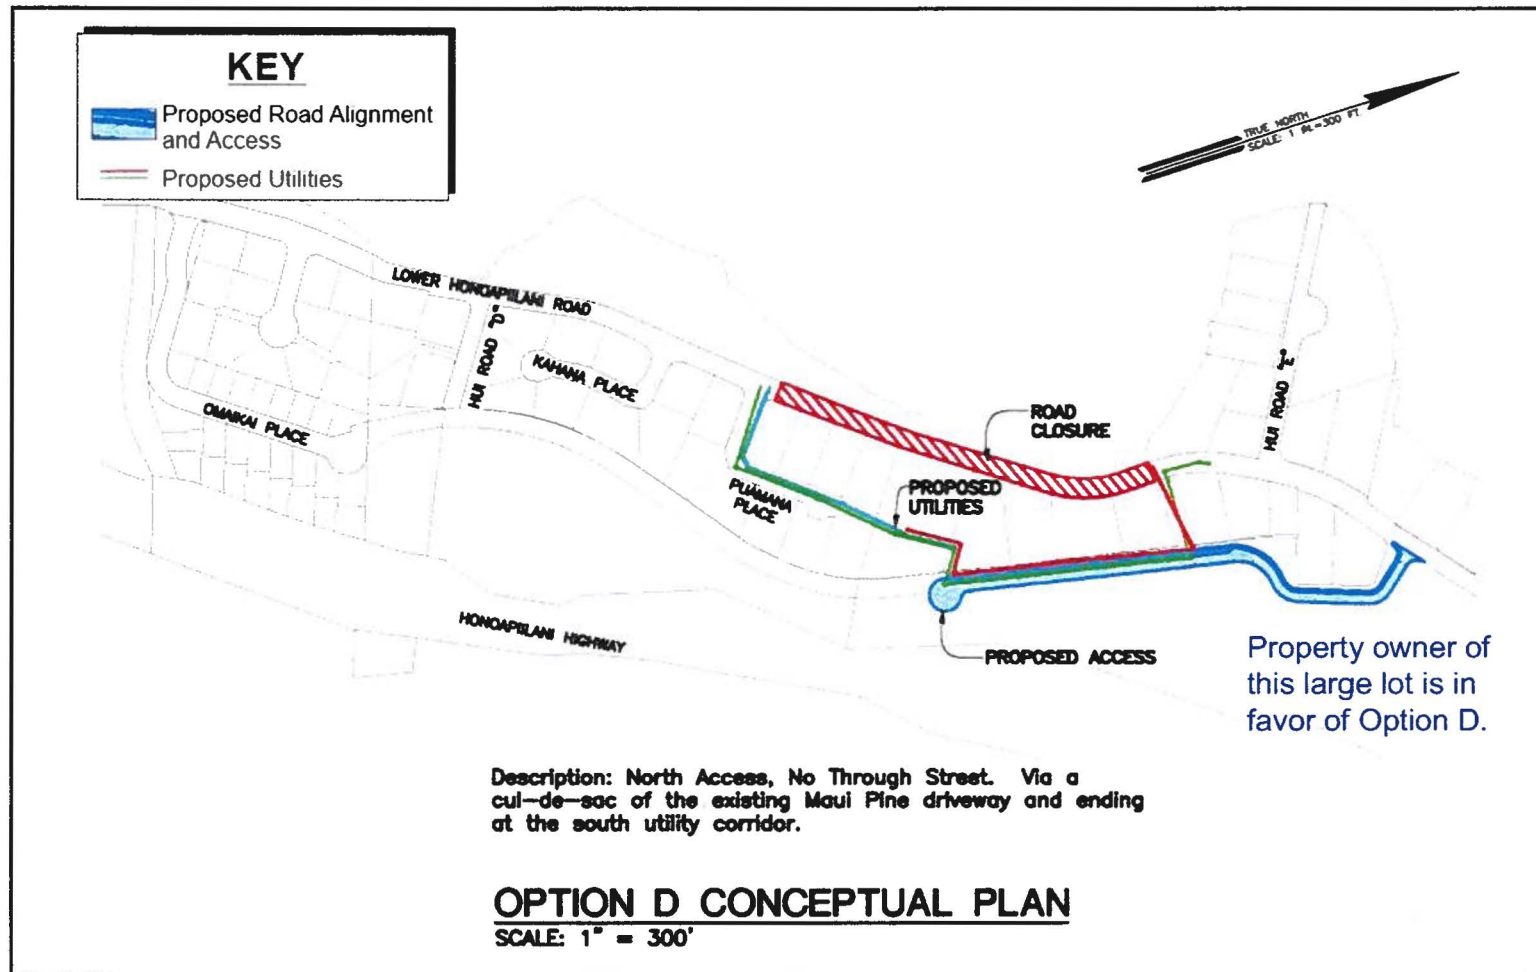 KEY
Proposed Road Alignment
and Access
Proposed Utilities
TRUE NORTH
SCALE: 1 IN.=300 FT.
LOWER HONOAPIILANI ROAD
HUI ROAD "D"
KAHANA PLACE
OMAIKAI PLACE
HUI ROAD "E"
ROAD
CLOSURE
PROPOSED
UTILITIES
PUĀMANA
PLACE
HONOAPIILANI HIGHWAY
PROPOSED ACCESS
Property owner of
this large lot is in
favor of Option D.
Description: North Access, No Through Street. Via a
cul-de-sac of the existing Maui Pine driveway and ending
at the south utility corridor.
OPTION D CONCEPTUAL PLAN
SCALE: 1" = 300'